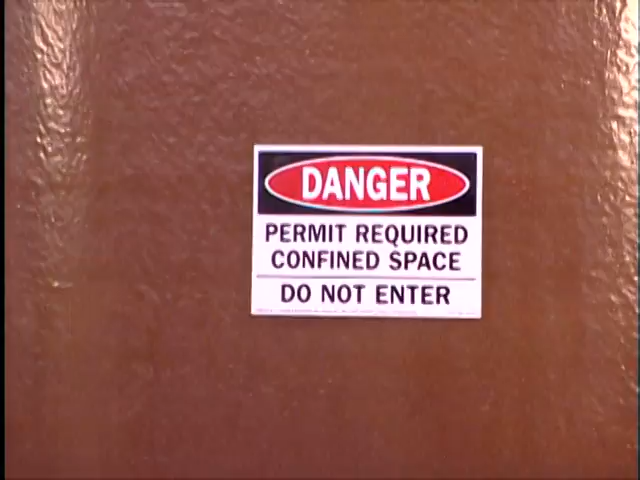 DANGER
PERMIT REQUIRED
CONFINED SPACE
DO NOT ENTER